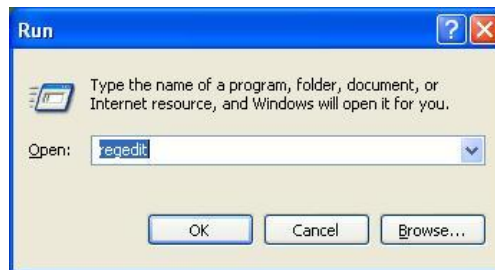 Run
Type the name of a program, folder, document, or
Internet resource, and Windows will open it for you.
Open:
regedit
OK
Cancel
Browse...